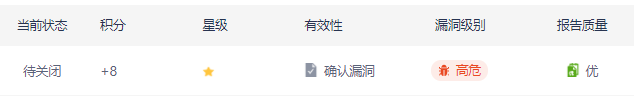 当前状态 积分 星级 有效性 漏洞级别 报告质量
待关闭 +8 确认漏洞 高危 优